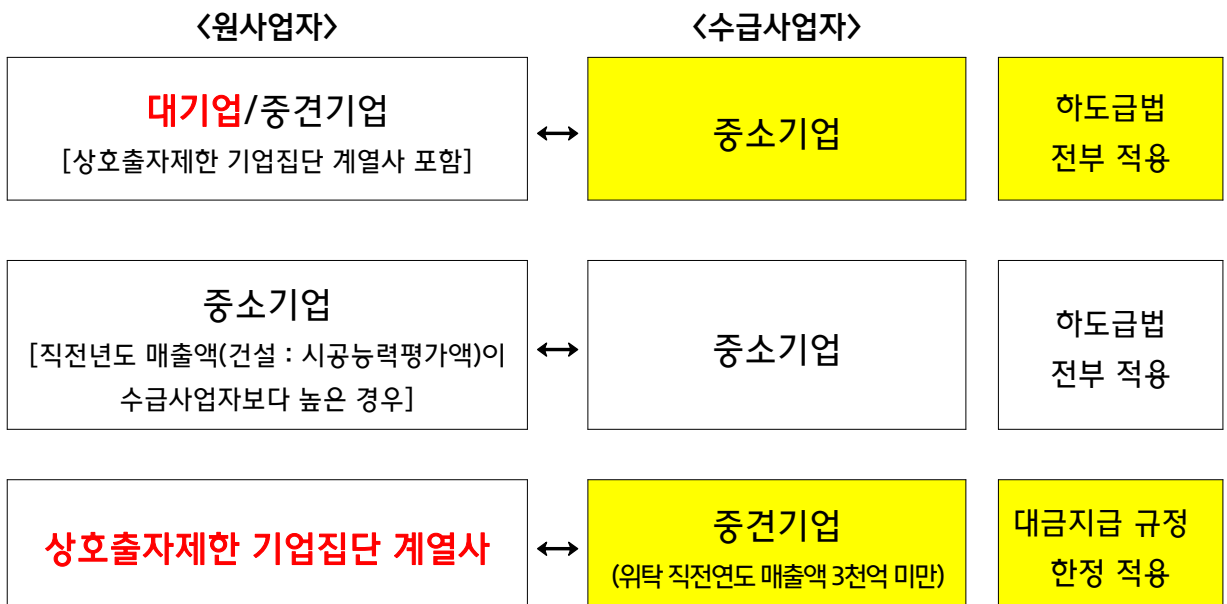 〈원사업자〉
〈수급사업자〉
대기업/중견기업
[상호출자제한 기업집단 계열사 포함]
↔
중소기업
하도급법
전부 적용
중소기업
[직전년도 매출액(건설 : 시공능력평가액)이
수급사업자보다 높은 경우]
↔
중소기업
하도급법
전부 적용
상호출자제한 기업집단 계열사
↔
중견기업
(위탁 직전연도 매출액 3천억 미만)
대금지급 규정
한정 적용